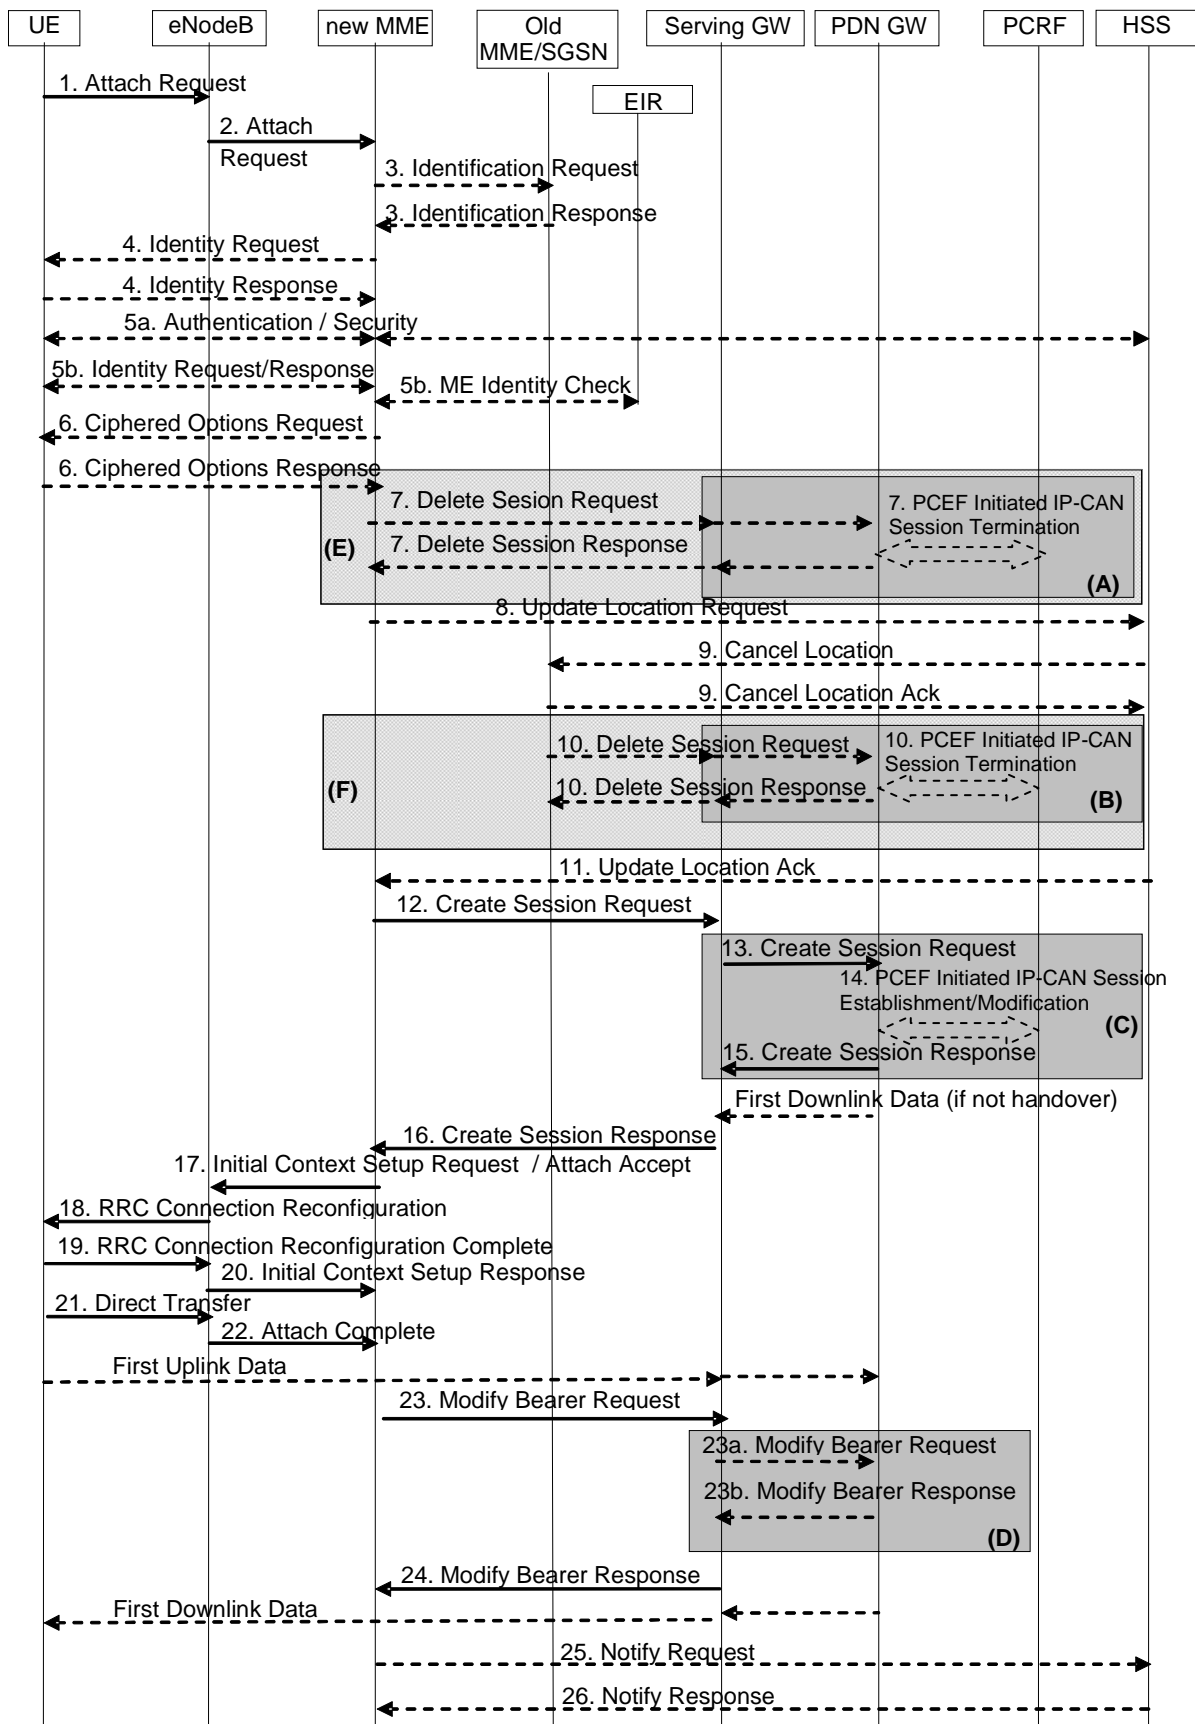 UE
eNodeB
new MME
Old
MME/SGSN
Serving GW
PDN GW
PCRF
HSS
1. Attach Request
EIR
2. Attach
Request
3. Identification Request
3. Identification Response
4. Identity Request
4. Identity Response
5a. Authentication / Security
5b. Identity Request/Response
5b. ME Identity Check
6. Ciphered Options Request
6. Ciphered Options Response
7. Delete Sesion Request
7. PCEF Initiated IP-CAN
Session Termination
(E)
7. Delete Session Response
(A)
8. Update Location Request
9. Cancel Location
9. Cancel Location Ack
10. Delete Session Request
10. PCEF Initiated IP-CAN
Session Termination
(F)
10. Delete Session Response
(B)
11. Update Location Ack
12. Create Session Request
13. Create Session Request
14. PCEF Initiated IP-CAN Session
Establishment/Modification
(C)
15. Create Session Response
First Downlink Data (if not handover)
16. Create Session Response
17. Initial Context Setup Request / Attach Accept
18. RRC Connection Reconfiguration
19. RRC Connection Reconfiguration Complete
20. Initial Context Setup Response
21. Direct Transfer
22. Attach Complete
First Uplink Data
23. Modify Bearer Request
23a. Modify Bearer Request
23b. Modify Bearer Response
(D)
24. Modify Bearer Response
First Downlink Data
25. Notify Request
26. Notify Response